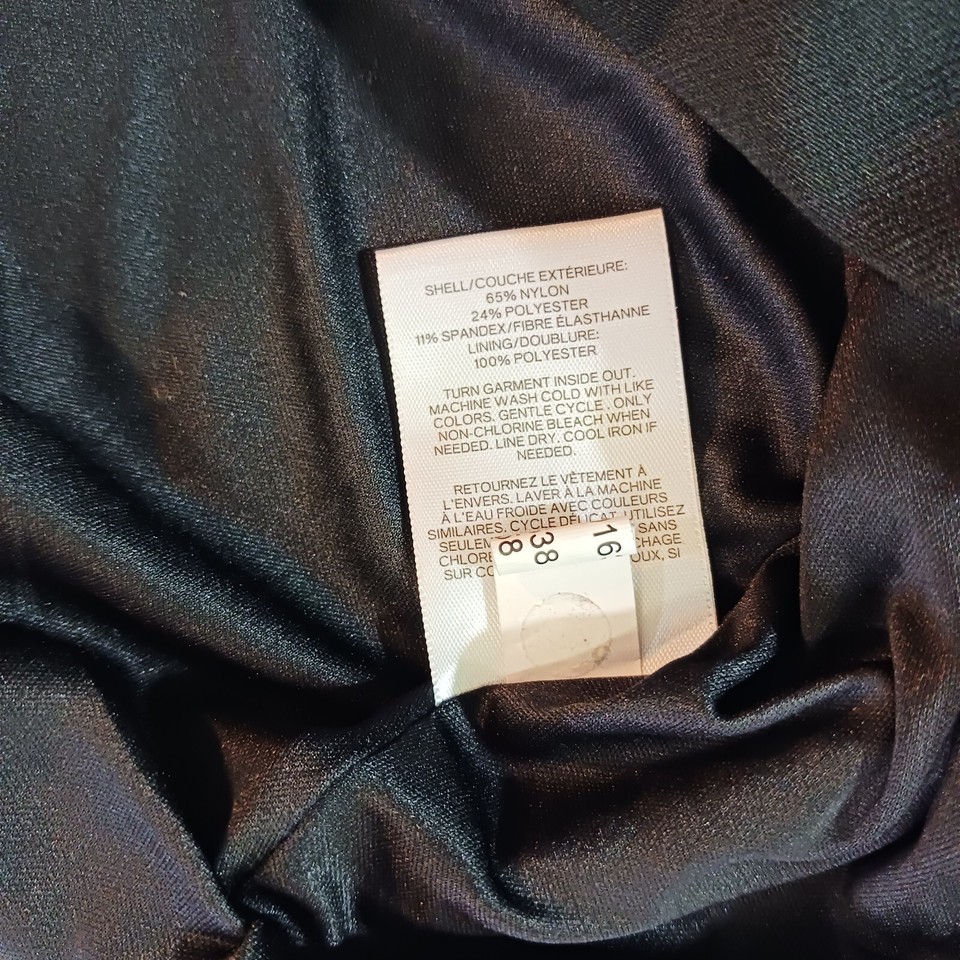 SHELL/COUCHE EXTÉRIEURE:
65% NYLON
24% POLYESTER
11% SPANDEX/FIBRE ÉLASTHANNE
LINING/DOUBLURE:
100% POLYESTER
TURN GARMENT INSIDE OUT.
MACHINE WASH COLD WITH LIKE
COLORS. GENTLE CYCLE . ONLY
NON-CHLORINE BLEACH WHEN
NEEDED. LINE DRY. COOL IRON IF
NEEDED.
RETOURNEZ LE VÊTEMENT À
L'ENVERS. LAVER À LA MACHINE
À L'EAU FROIDE AVEC COULEURS
SIMILAIRES. CYCLE DÉLICAT. UTILISEZ
SANS
SUR
SI
16
38
8